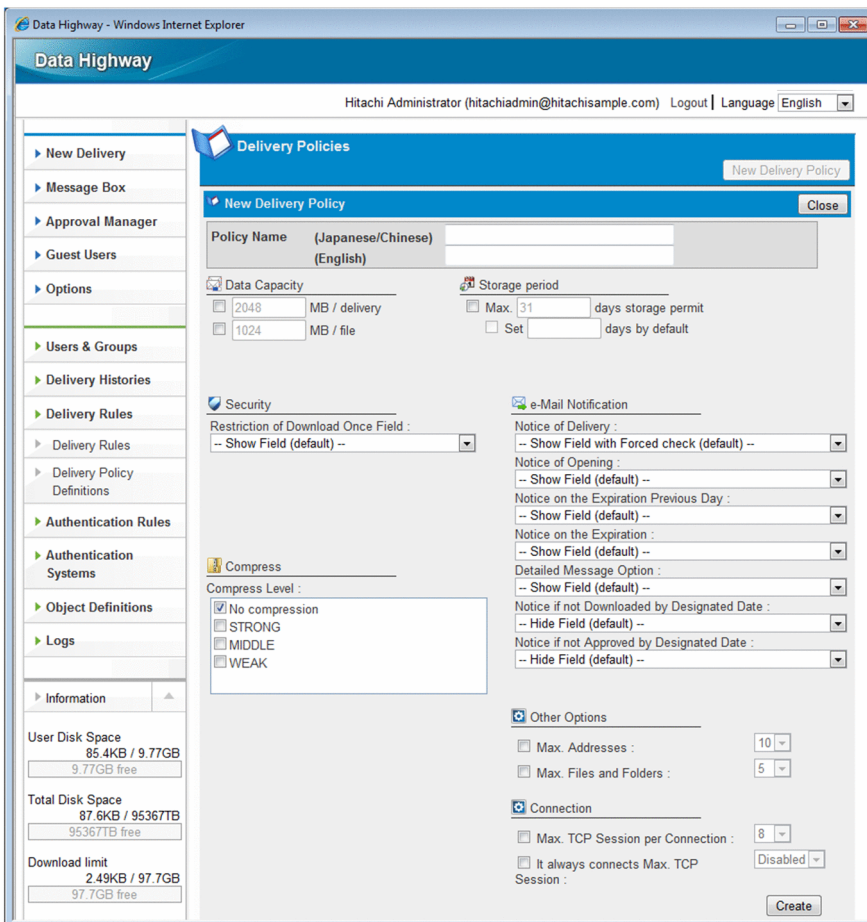 Data Highway - Windows Internet Explorer
Data Highway
Hitachi Administrator (hitachiadmin@hitachisample.com) Logout | Language English
New Delivery
Message Box
Approval Manager
Guest Users
Options
Users & Groups
Delivery Histories
Delivery Rules
Delivery Rules
Delivery Policy
Definitions
Authentication Rules
Authentication
Systems
Object Definitions
Logs
Information
User Disk Space
85.4KB / 9.77GB
9.77GB free
Total Disk Space
87.6KB / 95367TB
95367TB free
Download limit
2.49KB / 97.7GB
97.7GB free
Delivery Policies
New Delivery Policy
New Delivery Policy
Close
Policy Name (Japanese/Chinese)
(English)
Data Capacity
2048 MB / delivery
1024 MB / file
Storage period
Max. 31 days storage permit
Set days by default
Security
Restriction of Download Once Field :
-- Show Field (default) --
Compress
Compress Level :
No compression
STRONG
MIDDLE
WEAK
e-Mail Notification
Notice of Delivery :
-- Show Field with Forced check (default) --
Notice of Opening :
-- Show Field (default) --
Notice on the Expiration Previous Day :
-- Show Field (default) --
Notice on the Expiration :
-- Show Field (default) --
Detailed Message Option :
-- Show Field (default) --
Notice if not Downloaded by Designated Date :
-- Hide Field (default) --
Notice if not Approved by Designated Date :
-- Hide Field (default) --
Other Options
Max. Addresses : 10
Max. Files and Folders : 5
Connection
Max. TCP Session per Connection : 8
It always connects Max. TCP Disabled
Session :
Create